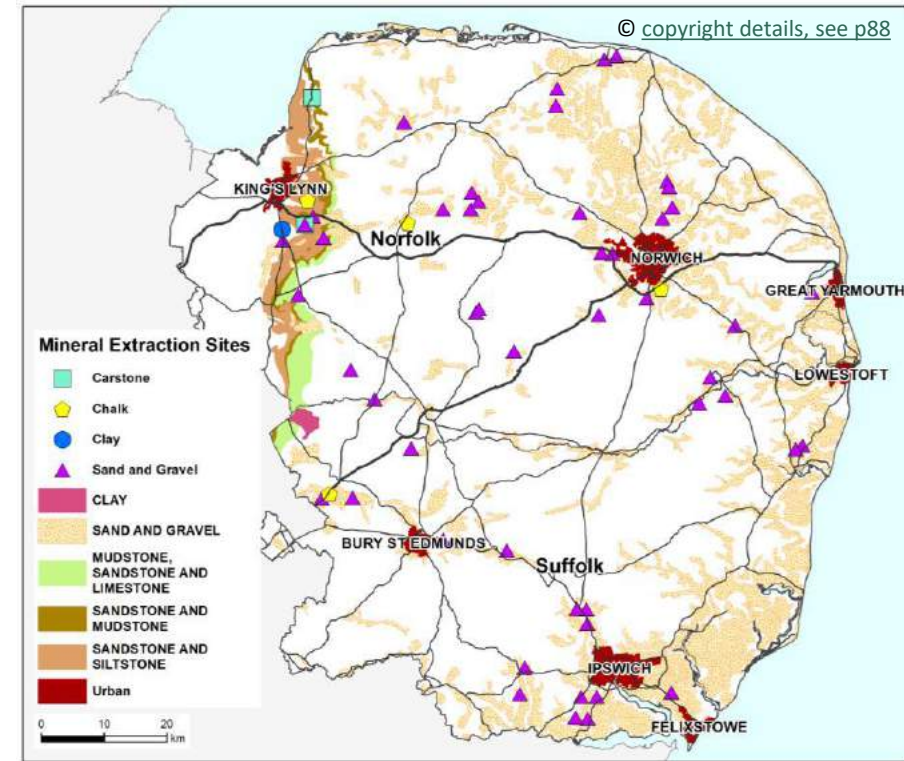 © copyright details, see p88
KING'S LYNN
Norfolk
NORWICH
GREAT YARMOUTH
LOWESTOFT
Mineral Extraction Sites
Carstone
Chalk
Clay
Sand and Gravel
CLAY
SAND AND GRAVEL
MUDSTONE,
SANDSTONE AND
LIMESTONE
SANDSTONE AND
MUDSTONE
SANDSTONE AND
SILTSTONE
Urban
0 10 20
km
BURY ST EDMUNDS
Suffolk
IPSWICH
FELIXSTOWE